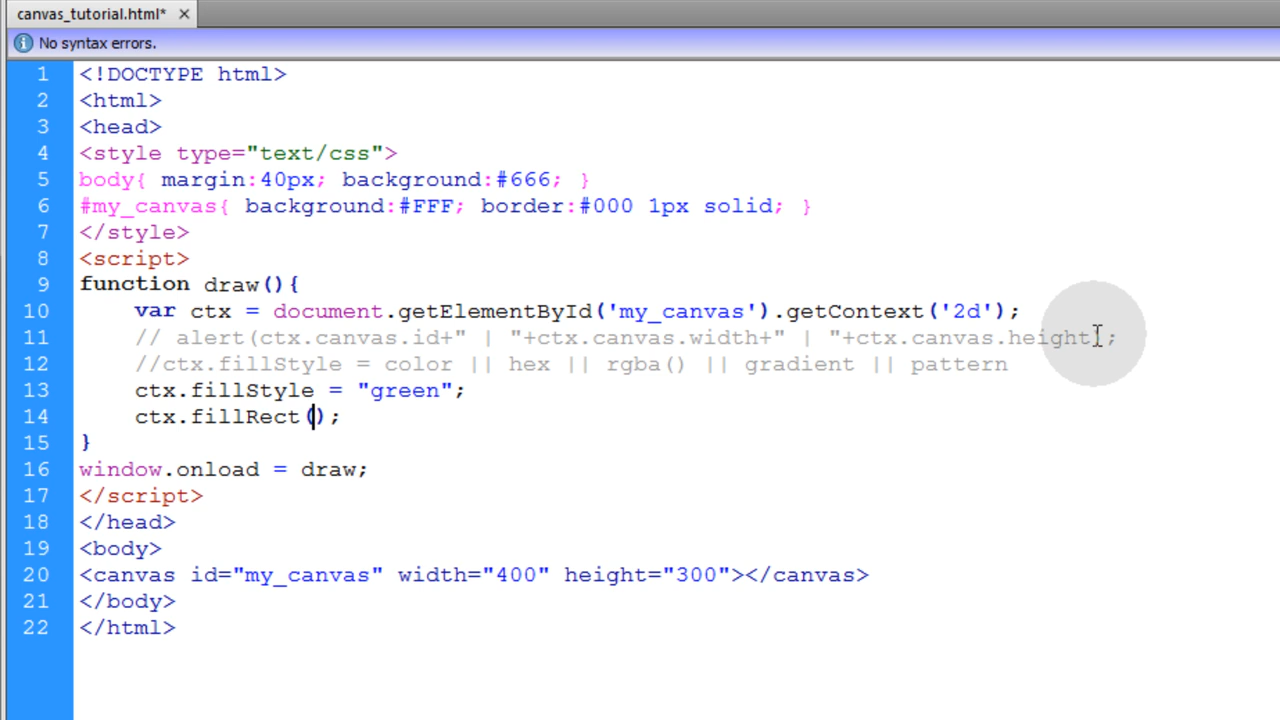 canvas_tutorial.html* ×
No syntax errors.
1 <!DOCTYPE html>
2 <html>
3 <head>
4 <style type="text/css">
5 body{ margin:40px; background:#666; }
6 #my_canvas{ background:#FFF; border:#000 1px solid; }
7 </style>
8 <script>
9 function draw(){
10 var ctx = document.getElementById('my_canvas').getContext('2d');
11 // alert(ctx.canvas.id+" | "+ctx.canvas.width+" | "+ctx.canvas.height);
12 //ctx.fillStyle = color || hex || rgba() || gradient || pattern
13 ctx.fillStyle = "green";
14 ctx.fillRect();
15 }
16 window.onload = draw;
17 </script>
18 </head>
19 <body>
20 <canvas id="my_canvas" width="400" height="300"></canvas>
21 </body>
22 </html>